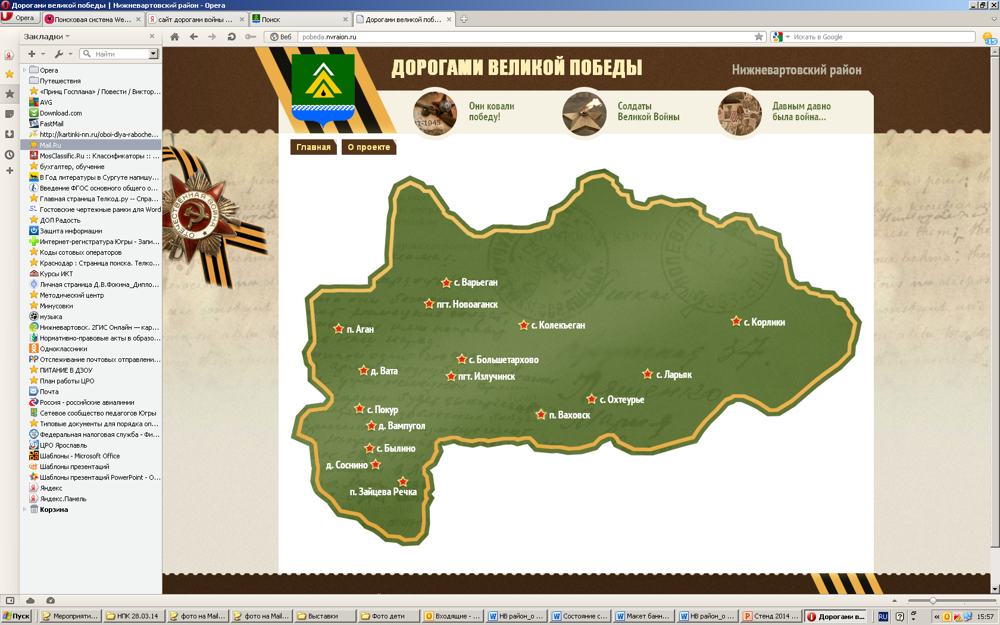 Дорогами великой победы | Нижневартовский район - Opera
Opera
Поисковая система We...
сайт дорогами войны ...
Поиск
Дорогами великой поб...
Закладки
Веб
pobeda.nvraion.ru
Искать в Google
15
Найти
Opera
Путешествия
«Принц Госплана» / Повести / Виктор...
AVG
Download.com
FastMail
http://kartinki-nn.ru/oboi-dlya-raboche...
Mail.Ru
MosClassific.Ru :: Классификаторы :: ...
бухгалтер, обучение
В Год литературы в Сургуте напишу...
Введение ФГОС основного общего о...
Главная страница Телкод.ру -- Спра...
Гостовские чертежные рамки для Word
ДОЛ Радость
Защита информации
Интернет-регистратура Югры - Запи...
Коды сотовых операторов
Краснодар : Страница поиска. Телко...
Курсы ИКТ
Личная страница Д.В.Фокина_Дипло...
Методический центр
Минусовки
музыка
Нижневартовск. 2ГИС Онлайн — кар...
Нормативно-правовые акты в образо...
Одноклассники
Отслеживание почтовых отправлени...
ПИТАНИЕ В ДЗОУ
План работы ЦРО
Почта
Россия - российские авиалинии
Сетевое сообщество педагогов Югры
Типовые документы для порядка оп...
Федеральная налоговая служба - Фи...
ЦРО Ярославль
Шаблоны - Microsoft Office
Шаблоны презентаций
Шаблоны презентаций PowerPoint - О...
Яндекс
Яндекс.Панель
Корзина
ДОРОГАМИ ВЕЛИКОЙ ПОБЕДЫ
Нижневартовский район
Они ковали
победу!
Солдаты
Великой Войны
Давным давно
была война...
Главная
О проекте
ОТЕЧЕСТВЕННАЯ ВОЙНА
с. Варьеган
пгт. Новоаганск
п. Аган
с. Колекъеган
с. Корлики
с. Большетархово
д. Вата
пгт. Излучинск
с. Ларьяк
с. Охтеурье
с. Покур
п. Ваховск
д. Вампугол
с. Былино
д. Соснино
п. Зайцева Речка
Пуск
Мероприяти...
НПК 28.03.14
фото на Mail...
фото на Mail...
Выставки
Фото дети
Входящие - ...
НВ район_о ...
Состояние с...
Макет банн...
НВ район_о ...
Стенд 2014 ...
Дорогами в...
RU
15:57